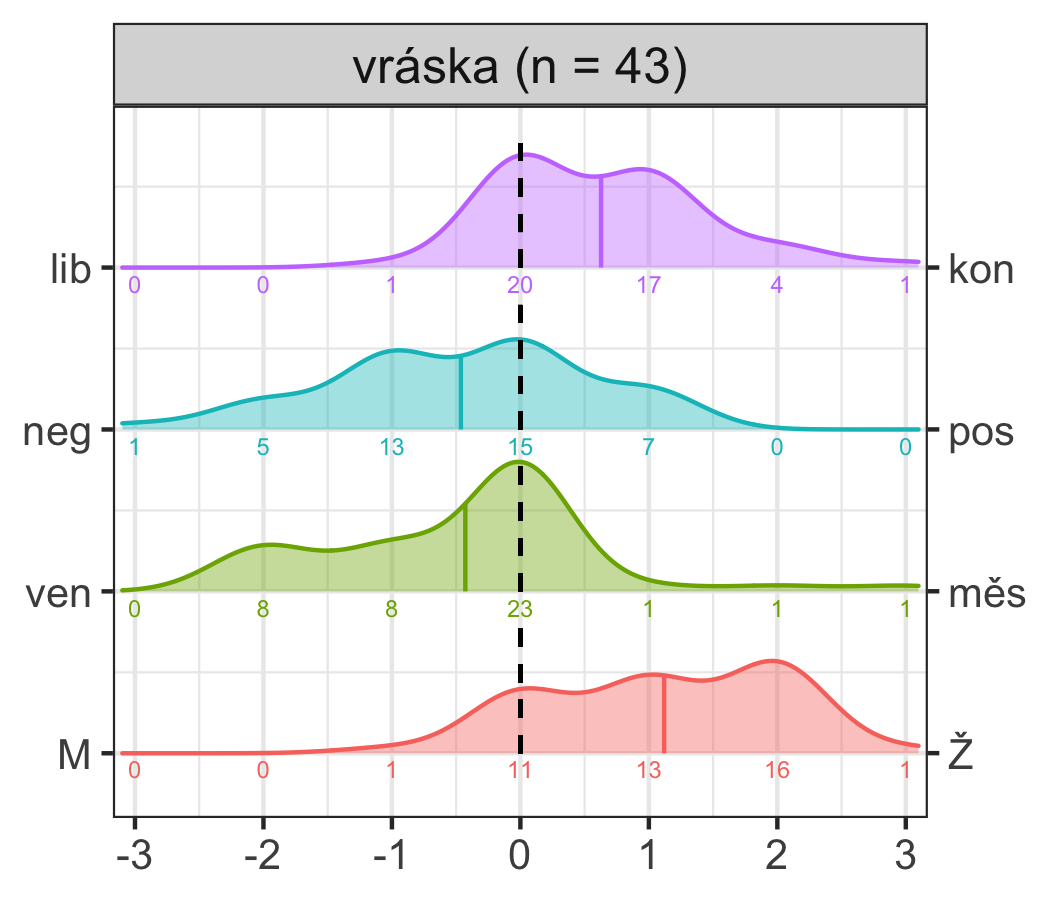 vráska (n = 43)
lib kon
0 0 1 20 17 4 1
neg pos
1 5 13 15 7 0 0
ven měs
0 8 8 23 1 1 1
M Ž
0 0 1 11 13 16 1
-3 -2 -1 0 1 2 3